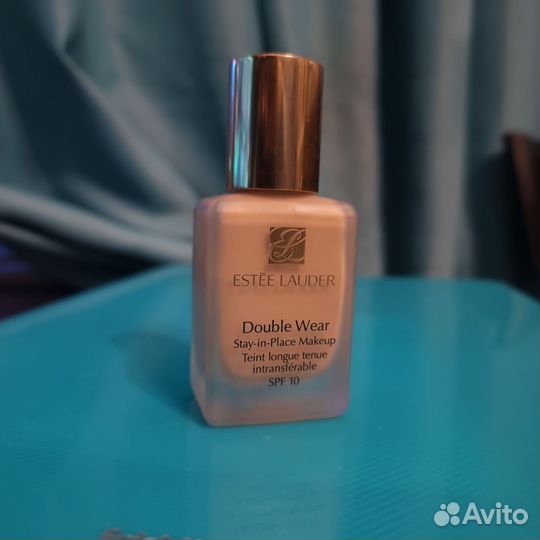 ESTĒE LAUDER
Double Wear
Stay-in-Place Makeup
Teint longue tenue
intransférable
SPF 10
Avito